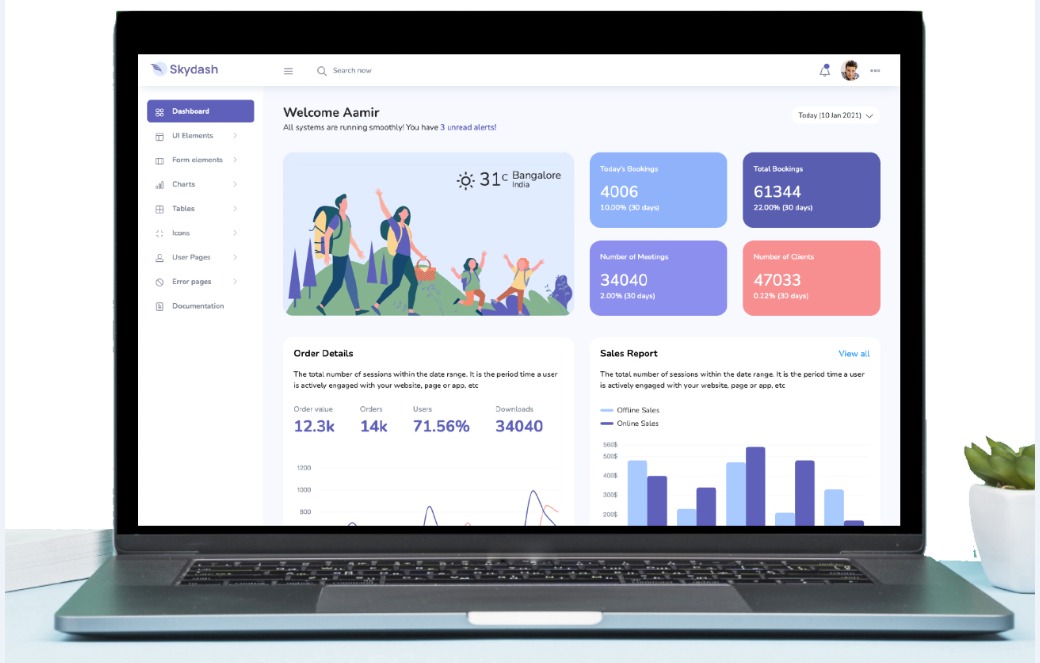 Skydash
Search now
Dashboard
UI Elements
Form elements
Charts
Tables
Icons
User Pages
Error pages
Documentation
Welcome Aamir
All systems are running smoothly! You have 3 unread alerts!
Today (10 Jan 2021)
31 C Bangalore
India
Today's Bookings
4006
10.00% (30 days)
Total Bookings
61344
22.00% (30 days)
Number of Meetings
34040
2.00% (30 days)
Number of Clients
47033
0.22% (30 days)
Order Details
The total number of sessions within the date range. It is the period time a user
is actively engaged with your website, page or app, etc
Order value
12.3k
Orders
14k
Users
71.56%
Downloads
34040
1200
1000
800
Sales Report
View all
The total number of sessions within the date range. It is the period time a user
is actively engaged with your website, page or app, etc
Offline Sales
Online Sales
560$
500$
400$
300$
200$